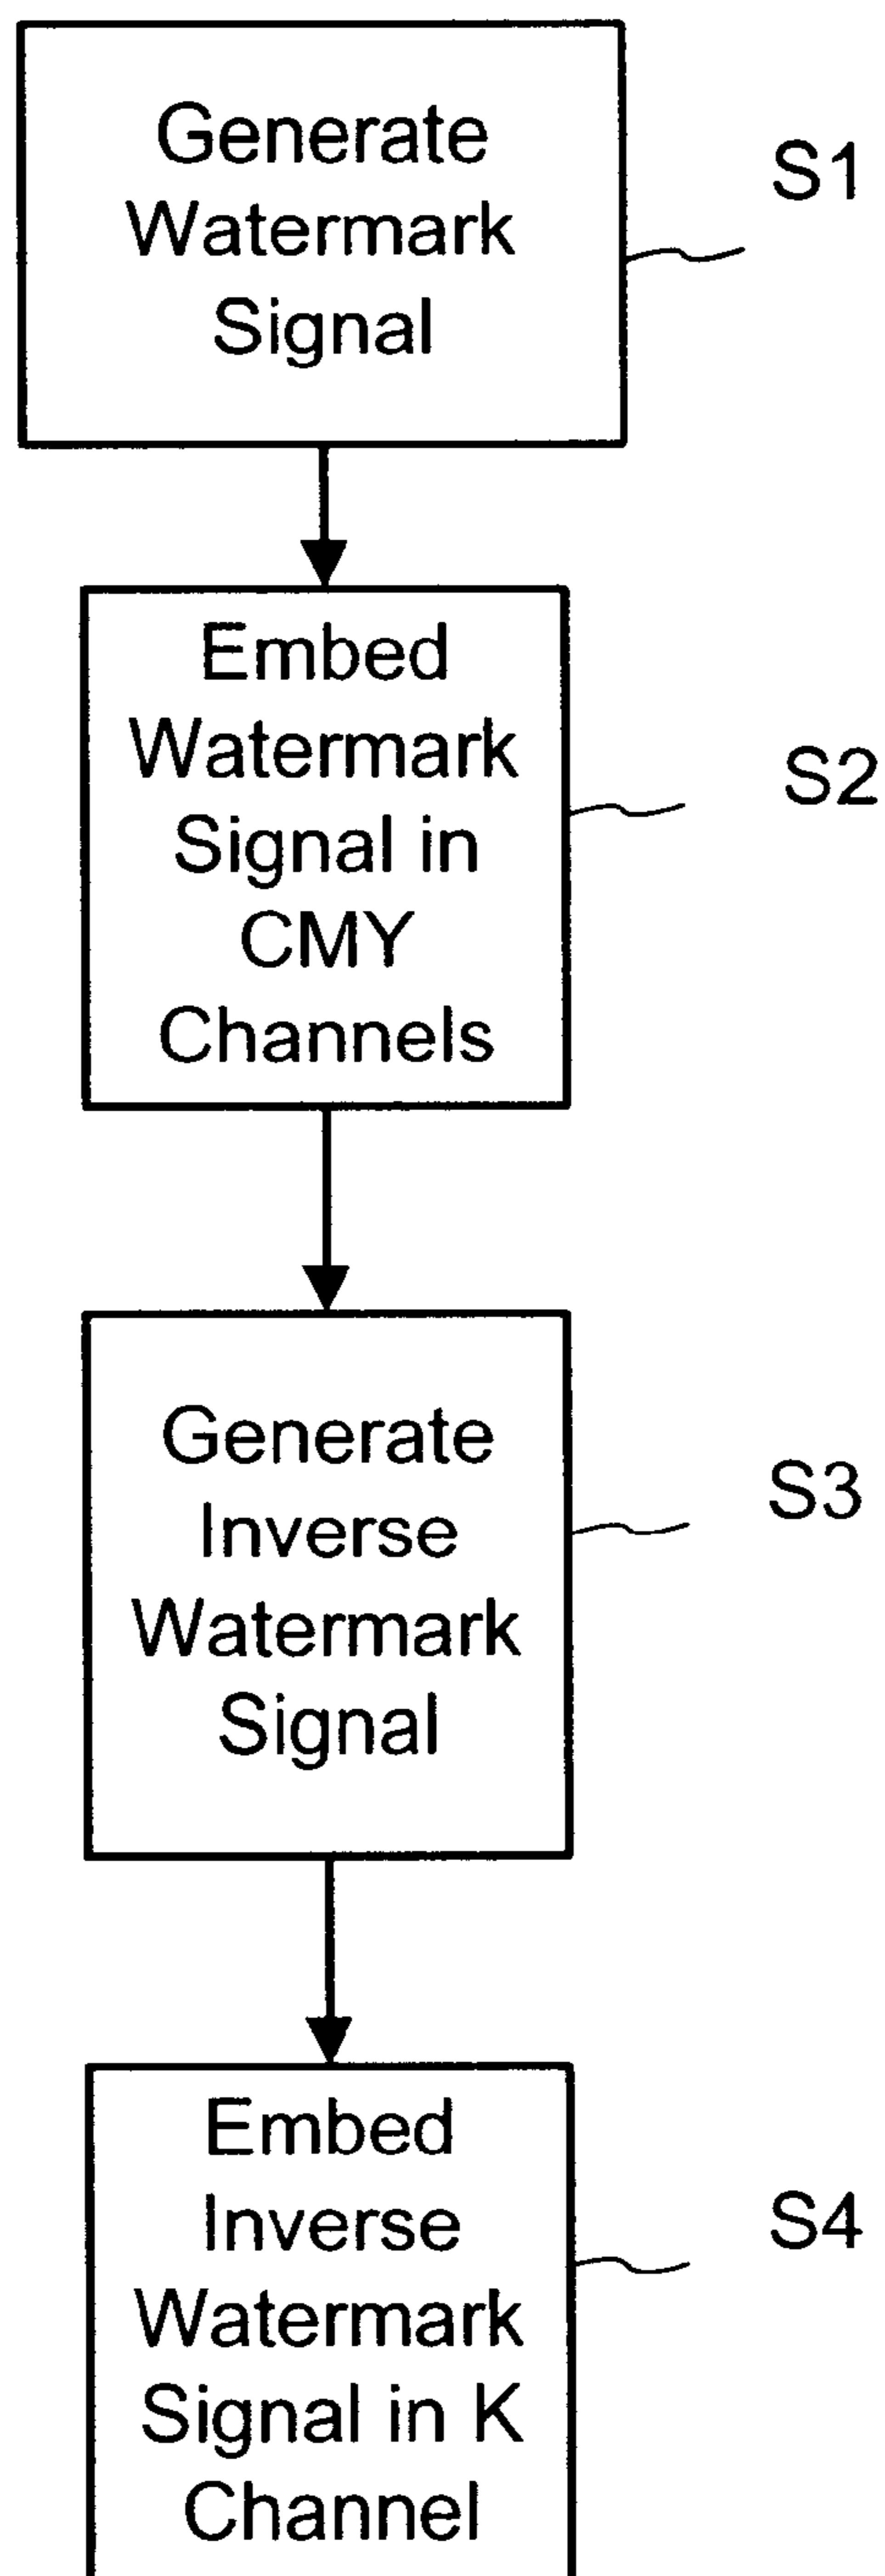 Generate
Watermark
Signal
S1
Embed
Watermark
Signal in
CMY
Channels
S2
Generate
Inverse
Watermark
Signal
S3
Embed
Inverse
Watermark
Signal in K
Channel
S4